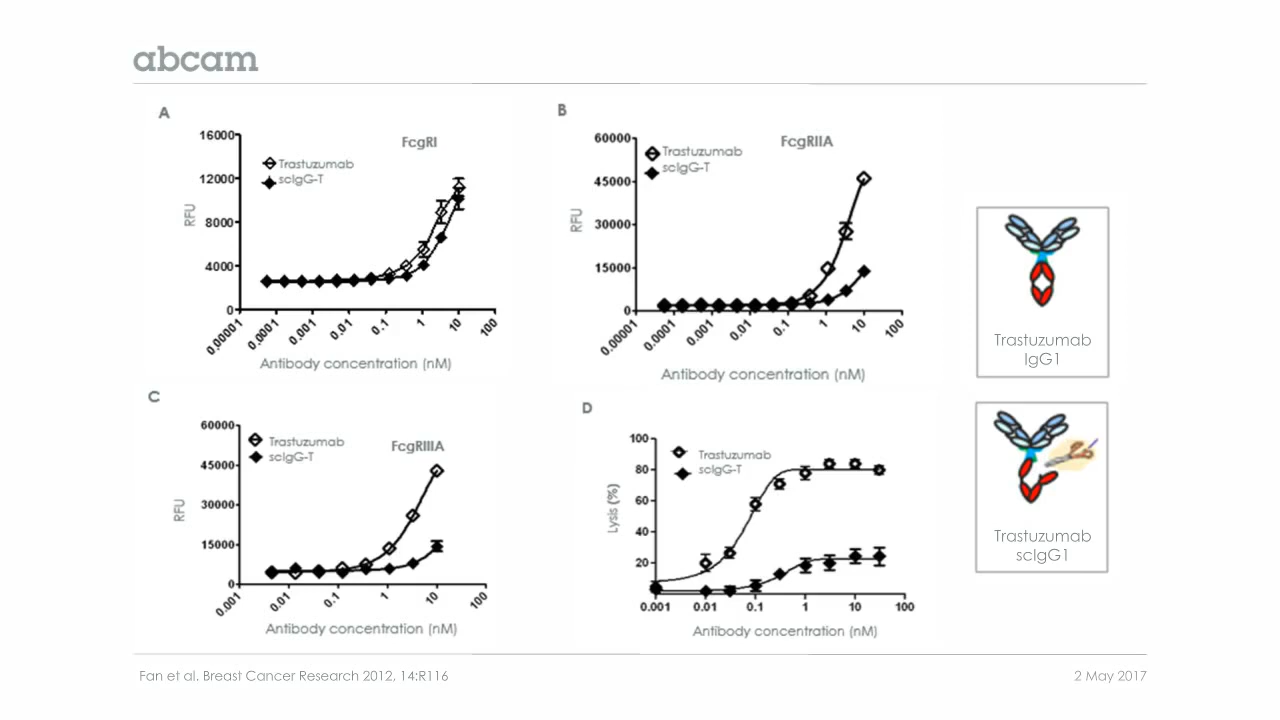 abcam
A
FcgRI
16000
12000
8000
4000
0
RFU
Trastuzumab
scIgG-T
0.00001
0.0001
0.001
0.01
0.1
1
10
100
Antibody concentration (nM)
B
FcgRIIA
60000
45000
30000
15000
0
RFU
Trastuzumab
scIgG-T
0.00001
0.0001
0.001
0.01
0.1
1
10
100
Antibody concentration (nM)
Trastuzumab
IgG1
C
FcgRIIIA
60000
45000
30000
15000
0
RFU
Trastuzumab
scIgG-T
0.001
0.01
0.1
1
10
100
Antibody concentration (nM)
D
100
80
60
40
20
Lysis (%)
Trastuzumab
scIgG-T
0.001
0.01
0.1
1
10
100
Antibody concentration (nM)
Trastuzumab
scIgG1
Fan et al. Breast Cancer Research 2012, 14:R116
2 May 2017